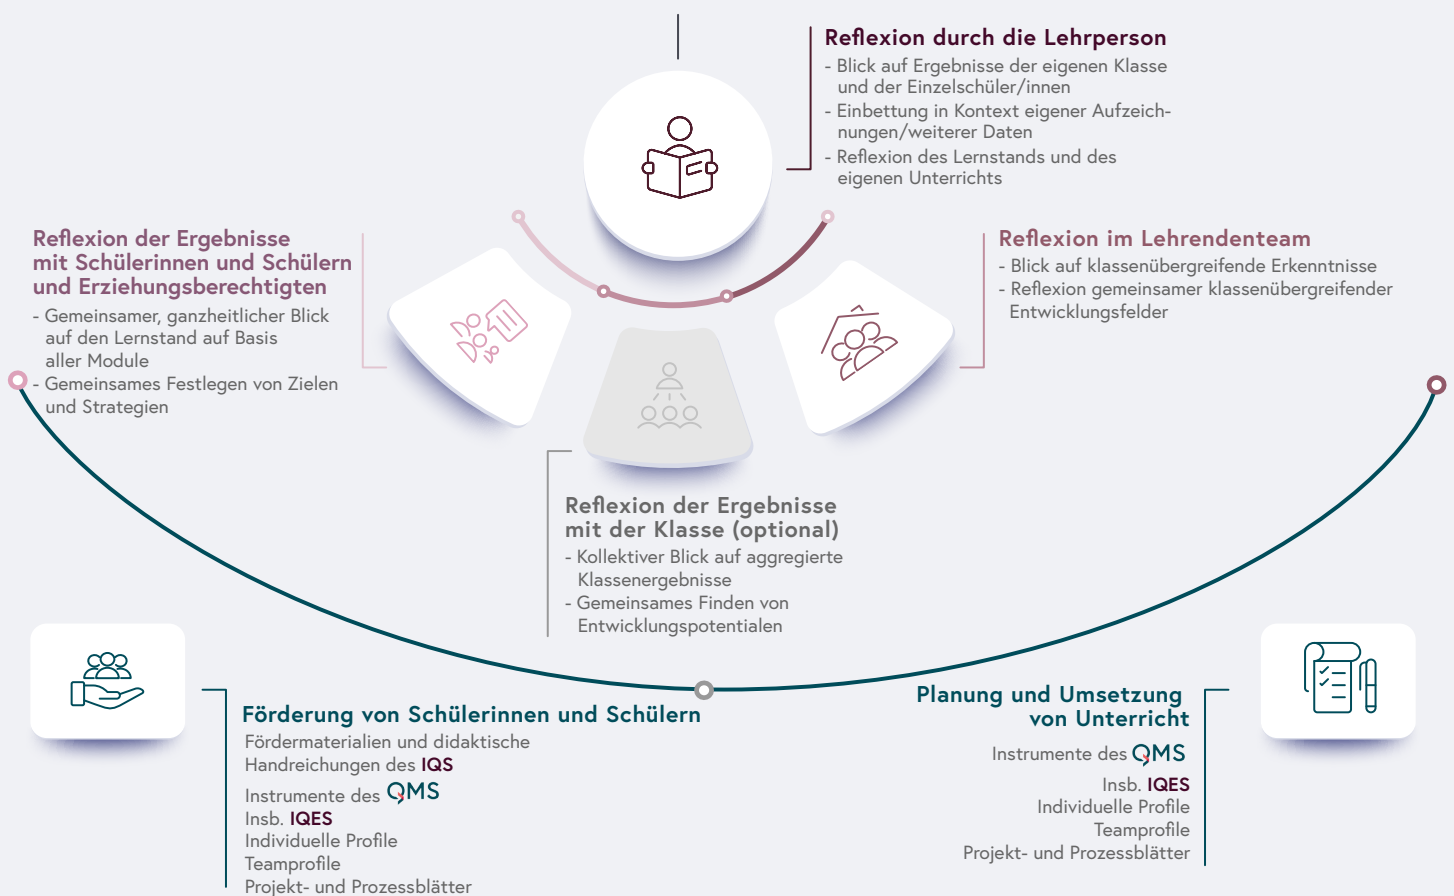 Reflexion durch die Lehrperson
- Blick auf Ergebnisse der eigenen Klasse
und der Einzelschüler/innen
- Einbettung in Kontext eigener Aufzeich-
nungen/weiterer Daten
- Reflexion des Lernstands und des
eigenen Unterrichts
Reflexion der Ergebnisse
mit Schülerinnen und Schülern
und Erziehungsberechtigten
- Gemeinsamer, ganzheitlicher Blick
auf den Lernstand auf Basis
aller Module
- Gemeinsames Festlegen von Zielen
und Strategien
Reflexion im Lehrendenteam
- Blick auf klassenübergreifende Erkenntnisse
- Reflexion gemeinsamer klassenübergreifender
Entwicklungsfelder
Reflexion der Ergebnisse
mit der Klasse (optional)
- Kollektiver Blick auf aggregierte
Klassenergebnisse
- Gemeinsames Finden von
Entwicklungspotentialen
Förderung von Schülerinnen und Schülern
Fördermaterialien und didaktische
Handreichungen des IQS
Instrumente des QMS
Insb. IQES
Individuelle Profile
Teamprofile
Projekt- und Prozessblätter
Planung und Umsetzung
von Unterricht
Instrumente des QMS
Insb. IQES
Individuelle Profile
Teamprofile
Projekt- und Prozessblätter